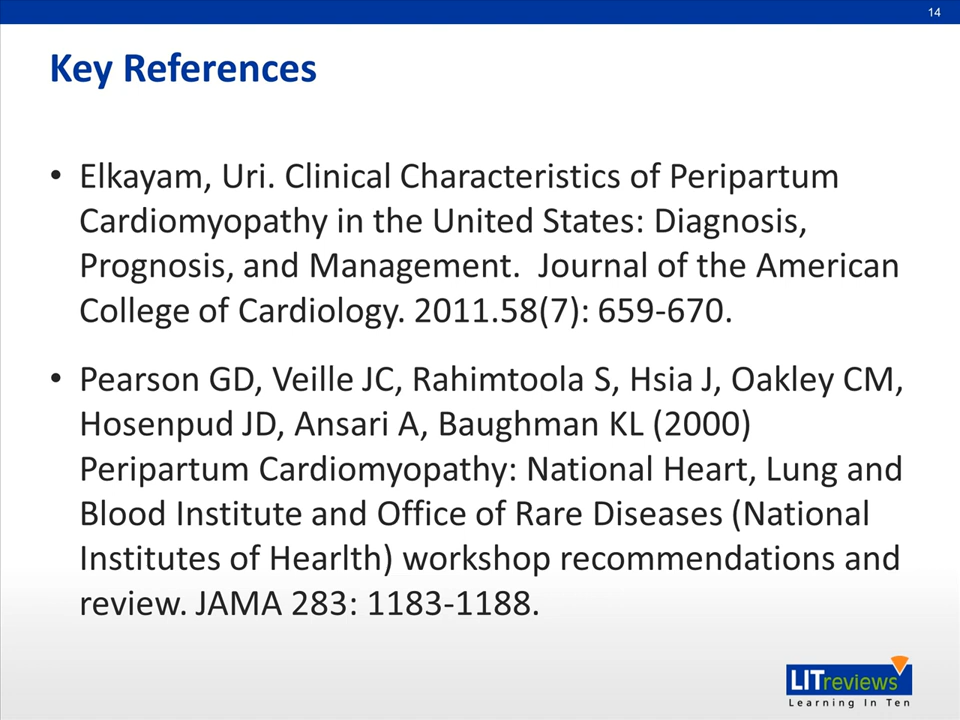 14
Key References
• Elkayam, Uri. Clinical Characteristics of Peripartum
Cardiomyopathy in the United States: Diagnosis,
Prognosis, and Management.  Journal of the American
College of Cardiology. 2011.58(7): 659-670.
• Pearson GD, Veille JC, Rahimtoola S, Hsia J, Oakley CM,
Hosenpud JD, Ansari A, Baughman KL (2000)
Peripartum Cardiomyopathy: National Heart, Lung and
Blood Institute and Office of Rare Diseases (National
Institutes of Hearlth) workshop recommendations and
review. JAMA 283: 1183-1188.
LITreviews
Learning In Ten